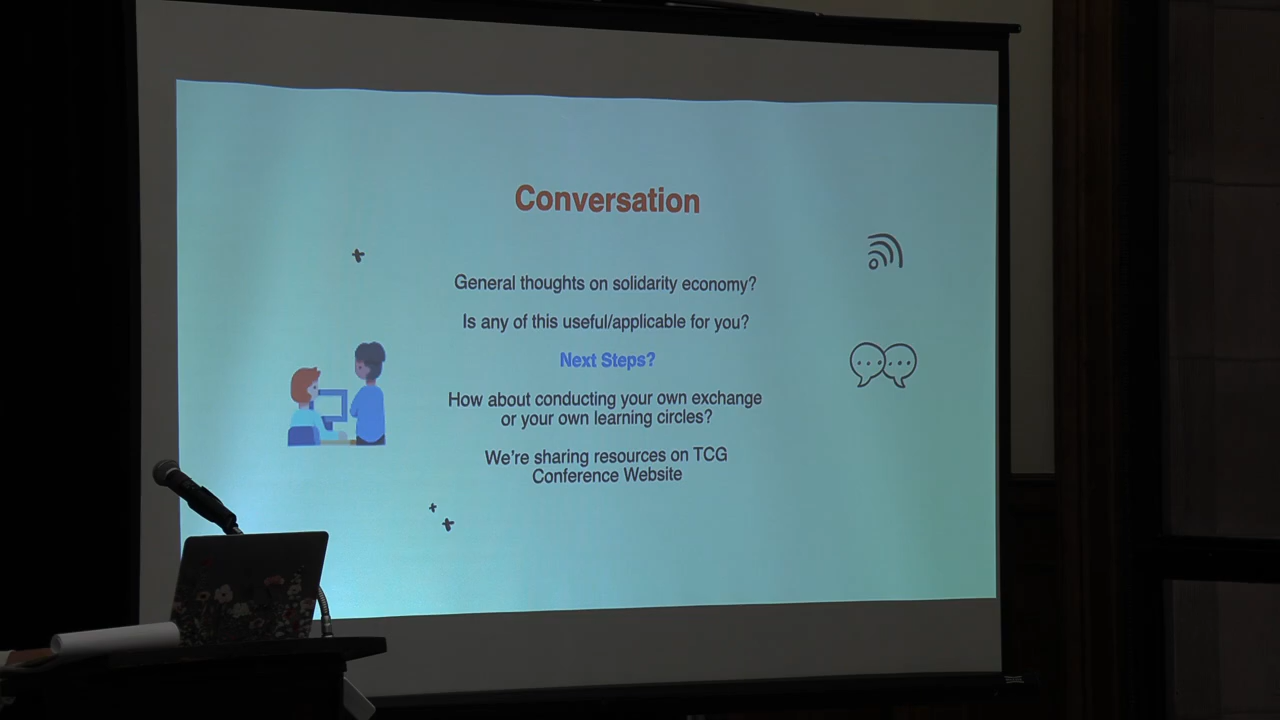 Conversation
General thoughts on solidarity economy?
Is any of this useful/applicable for you?
Next Steps?
How about conducting your own exchange
or your own learning circles?
We're sharing resources on TCG
Conference Website